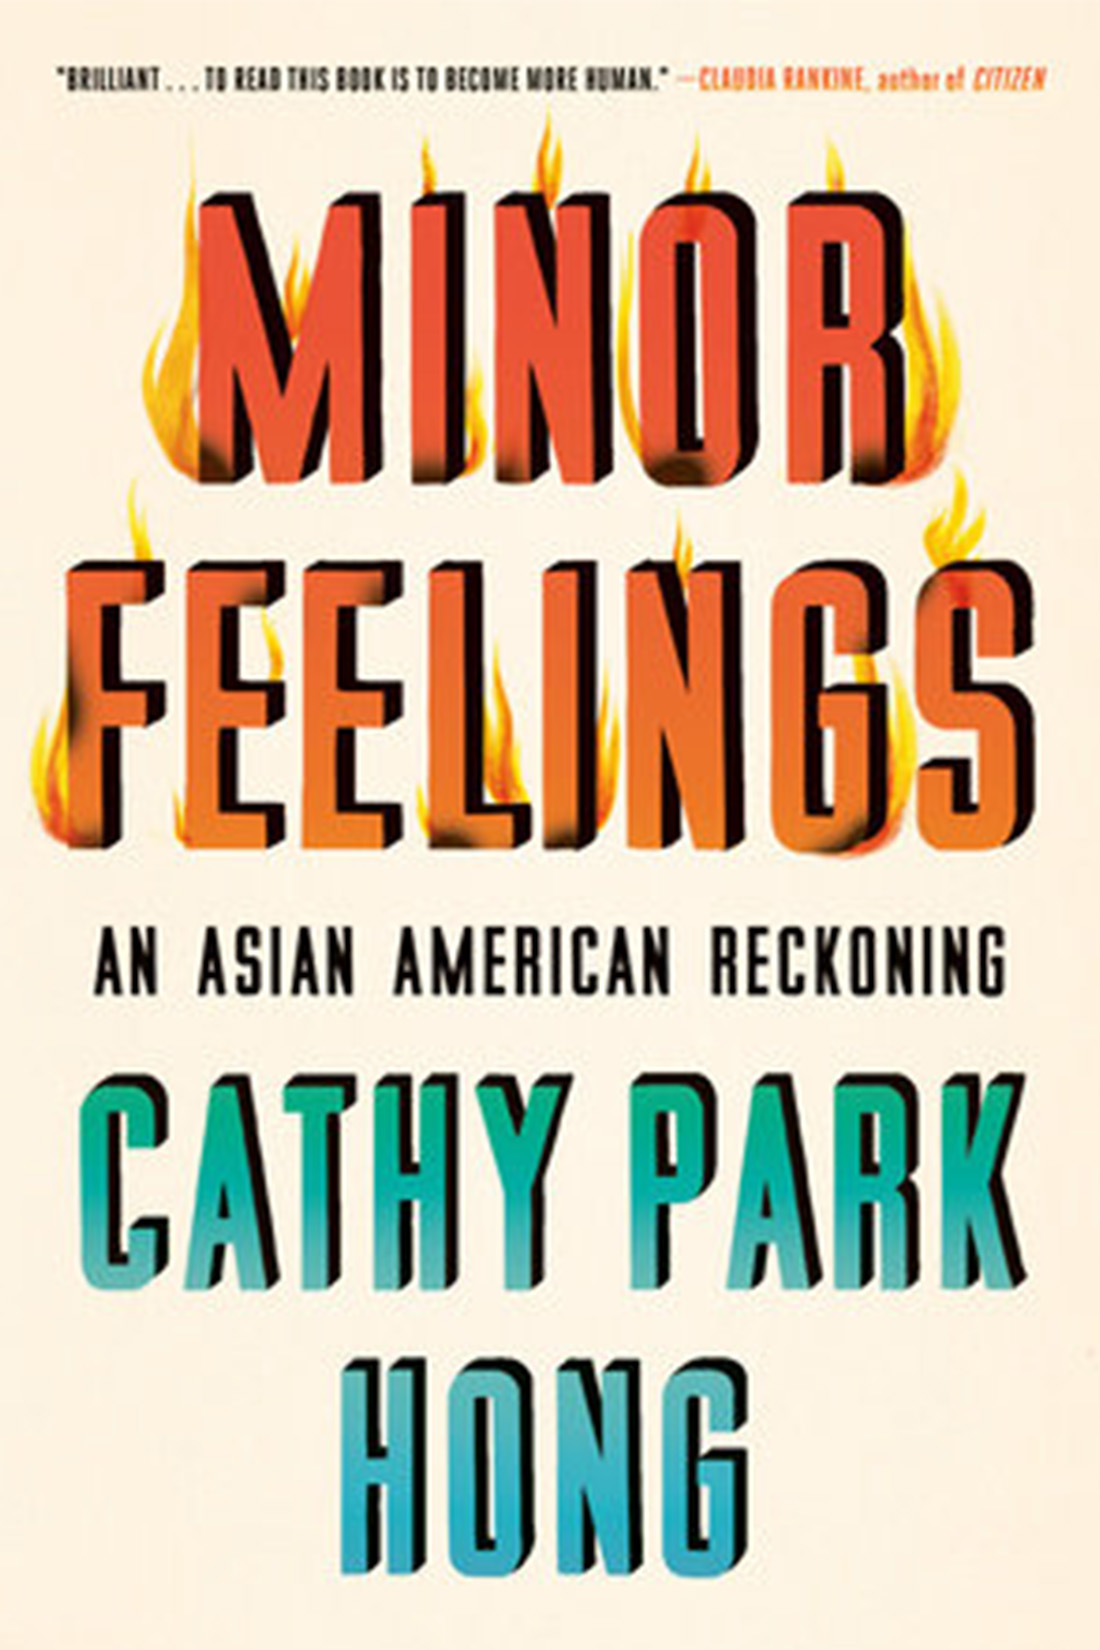 "BRILLIANT . . . TO READ THIS BOOK IS TO BECOME MORE HUMAN." —CLAUDIA RANKINE, author of CITIZEN
MINOR
FEELINGS
AN ASIAN AMERICAN RECKONING
CATHY PARK
HONG